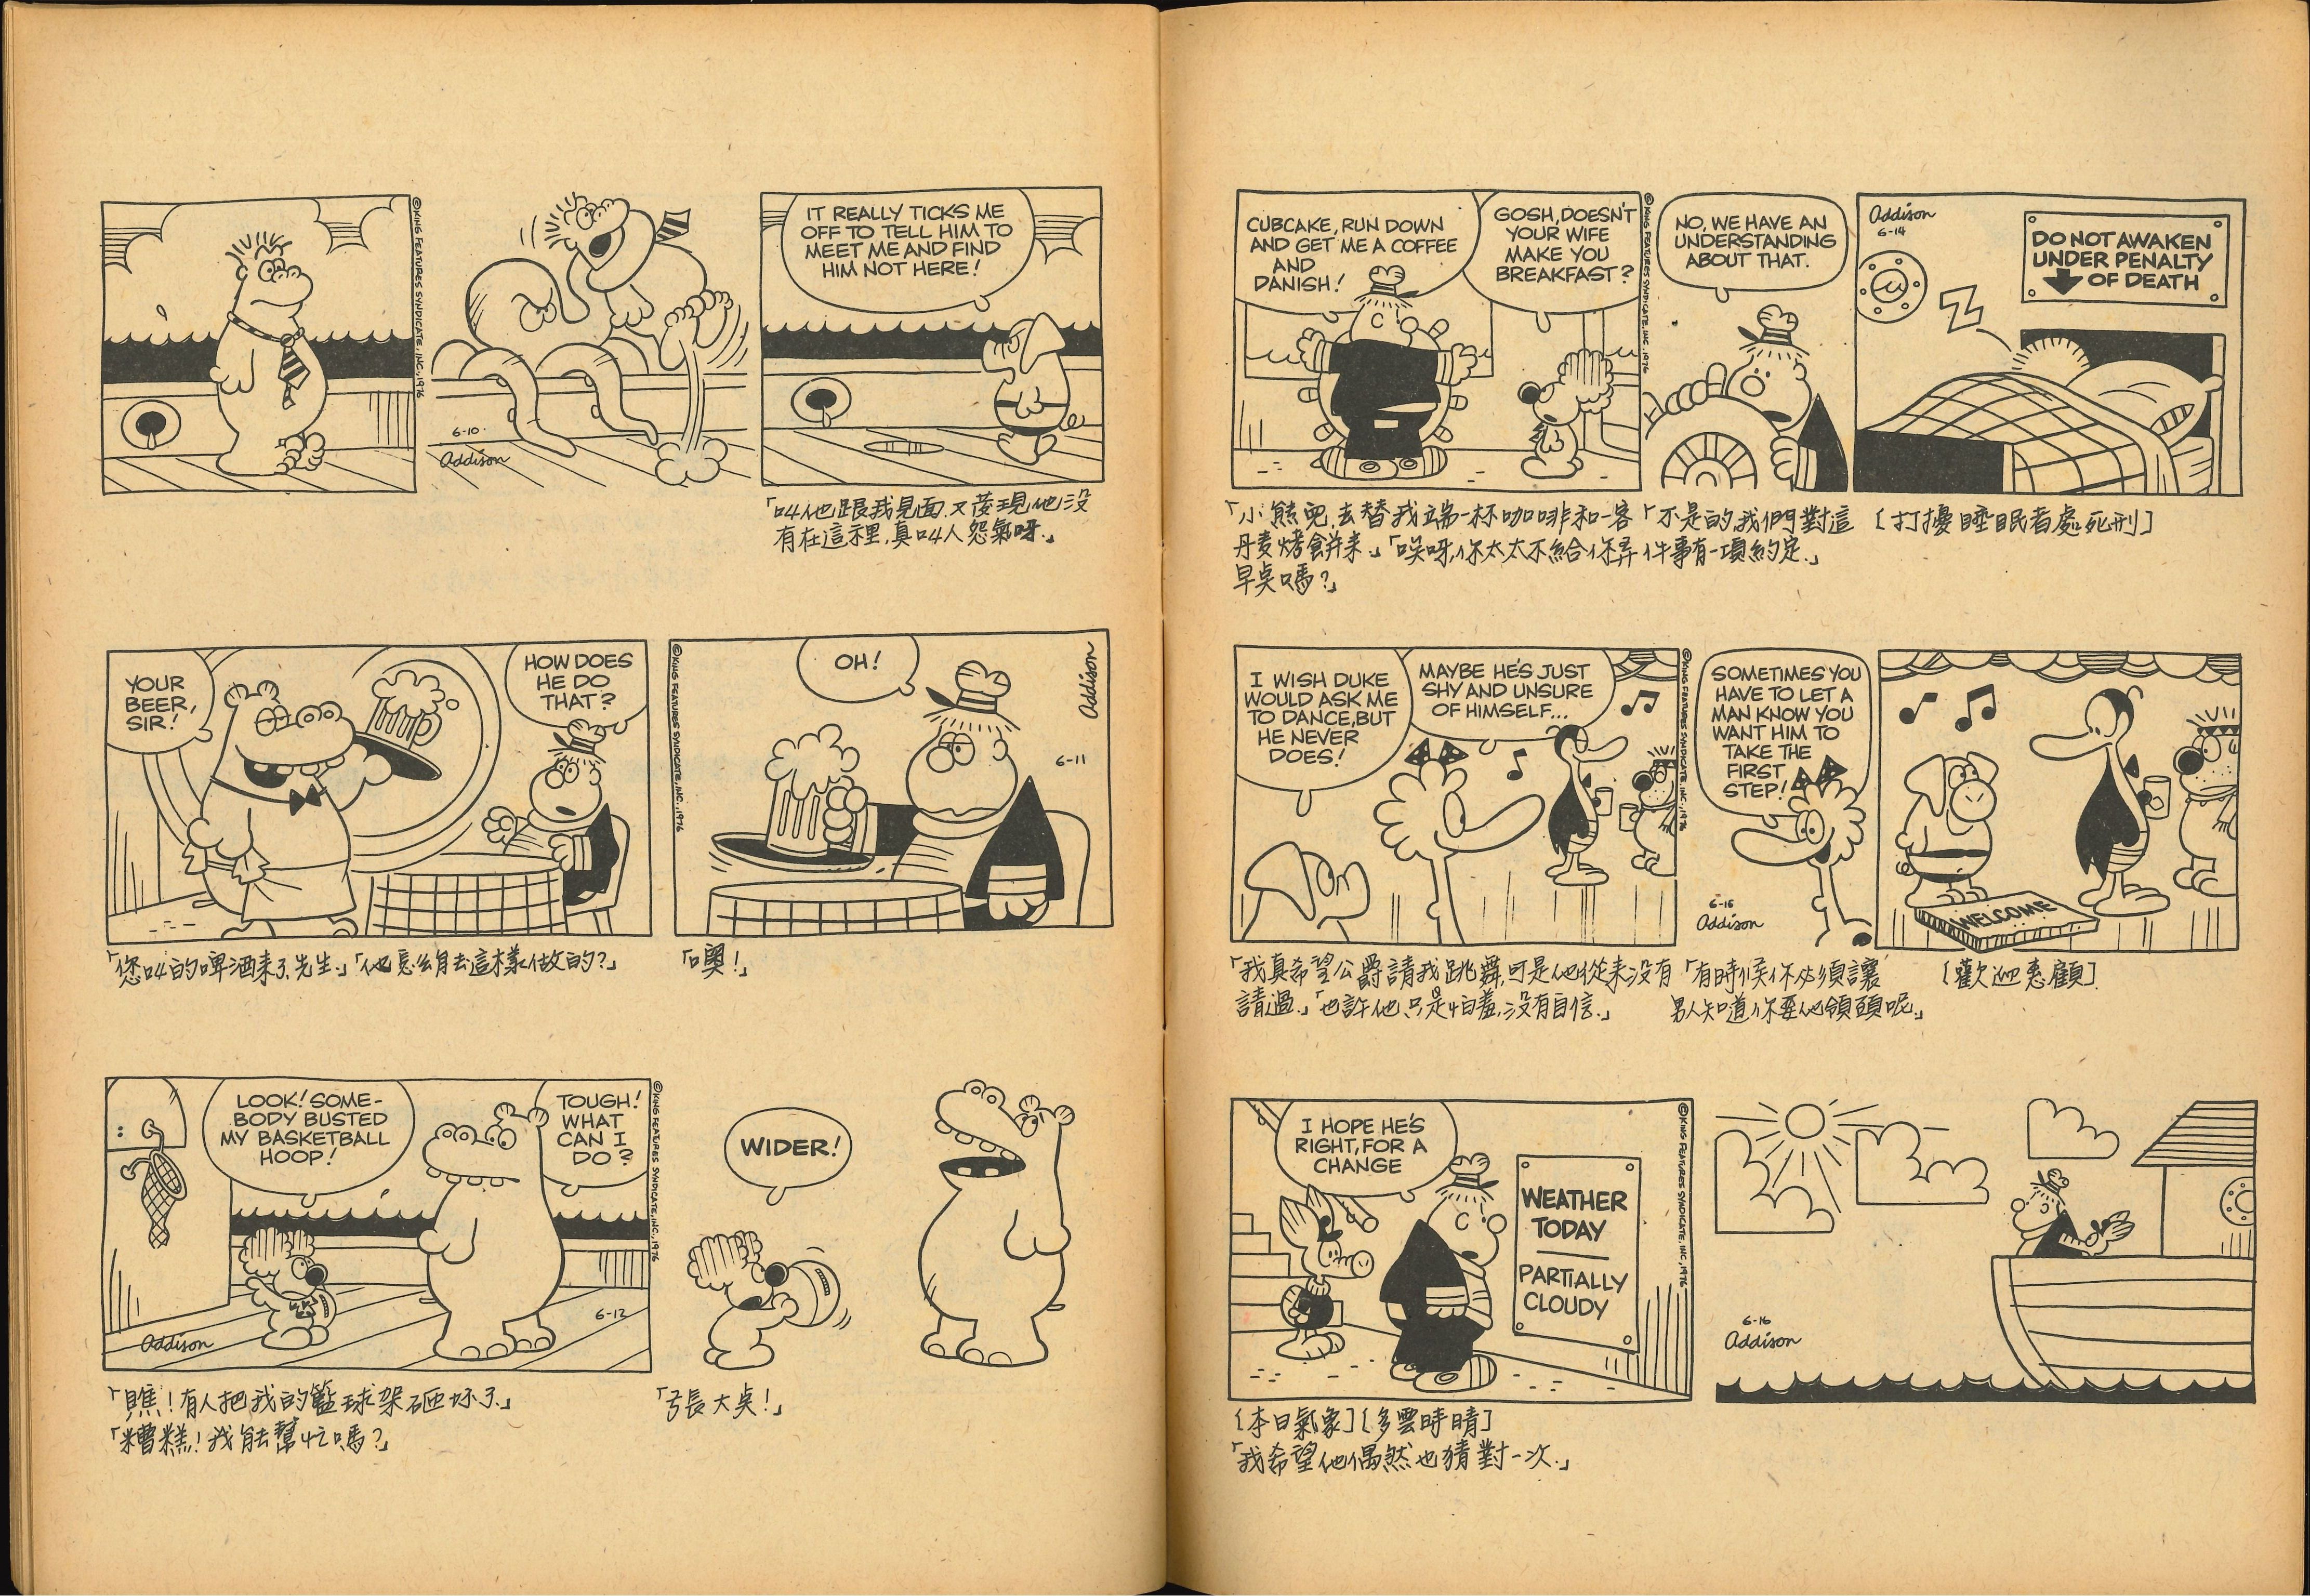 ©KING FEATURES SYNDICATE, INC., 1976
6-10
Addison
IT REALLY TICKS ME
OFF TO TELL HIM TO
MEET ME AND FIND
HIM NOT HERE!
「叫他跟我見面,又發現他沒
有在這裡,真叫人怨氣呀.」
YOUR
BEER,
SIR!
HOW DOES
HE DO
THAT?
©KING FEATURES SYNDICATE, INC., 1976
OH!
Addison
6-11
「您叫的啤酒來了,先生.」「他怎能去這樣做的?」
「噢!」
LOOK! SOME-
BODY BUSTED
MY BASKETBALL
HOOP!
TOUGH!
WHAT
CAN I
DO?
©KING FEATURES SYNDICATE, INC., 1976
Addison
6-12
WIDER!
「瞧!有人把我的籃球架砸坏了.」
「糟糕!我能幫忙嗎?」
「張大点!」
CUBCAKE, RUN DOWN
AND GET ME A COFFEE
AND
DANISH!
GOSH, DOESN'T
YOUR WIFE
MAKE YOU
BREAKFAST?
©KING FEATURES SYNDICATE, INC., 1976
NO, WE HAVE AN
UNDERSTANDING
ABOUT THAT.
Addison
6-14
DO NOT AWAKEN
UNDER PENALTY
OF DEATH
Z
「小熊兒,去替我端一杯咖啡和一客
丹麦烤餅来.」「唉呀,你太太不給你弄
早点嗎?」
「不是的,我們對這
件事有一項約定.」
[打擾睡眠者處死刑]
I WISH DUKE
WOULD ASK ME
TO DANCE, BUT
HE NEVER
DOES!
MAYBE HE'S JUST
SHY AND UNSURE
OF HIMSELF...
©KING FEATURES SYNDICATE, INC., 1976
SOMETIMES YOU
HAVE TO LET A
MAN KNOW YOU
WANT HIM TO
TAKE THE
FIRST
STEP!
6-15
Addison
WELCOME
「我真希望公爵請我跳舞,可是他從来没有
請過.」「也許他只是怕羞,没有自信.」
「有時候你必須讓
男人知道你要他領頭呢.」
[歡迎惠顧]
I HOPE HE'S
RIGHT, FOR A
CHANGE
WEATHER
TODAY
PARTIALLY
CLOUDY
©KING FEATURES SYNDICATE, INC., 1976
6-16
Addison
[本日氣象][多雲時晴]
「我希望他偶然也猜對一次.」